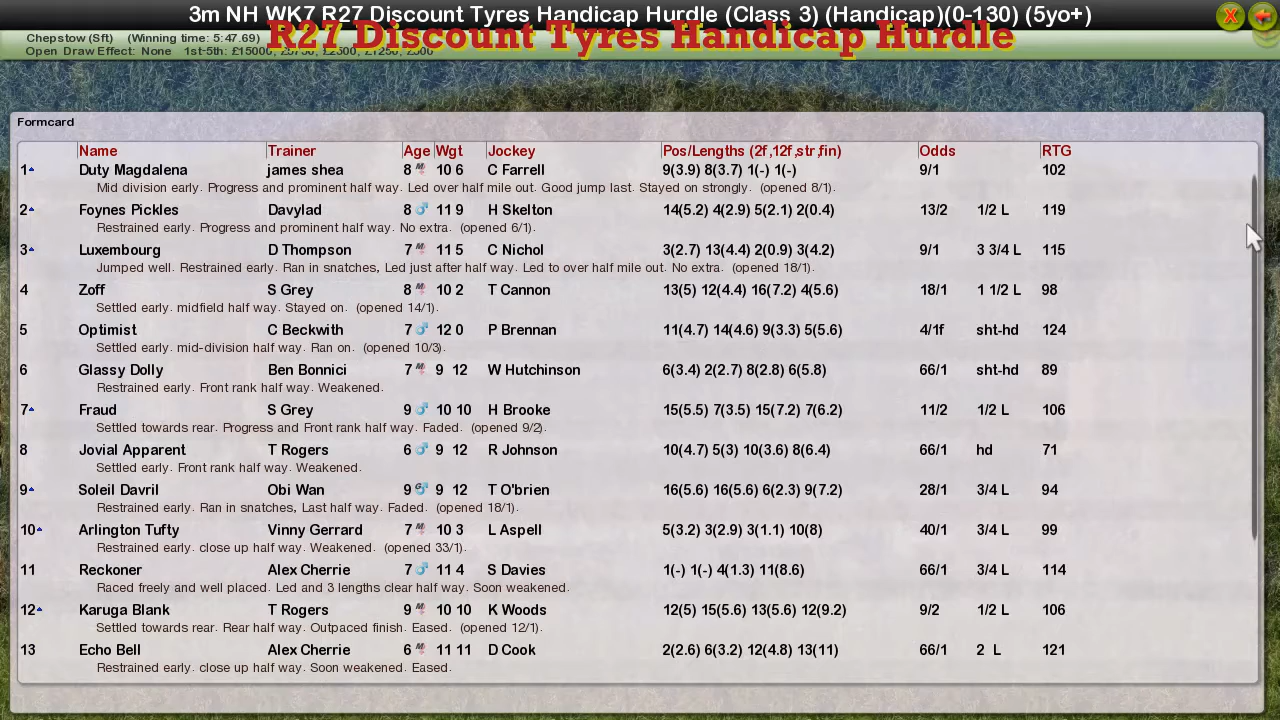 3m NH WK7 R27 Discount Tyres Handicap Hurdle (Class 3) (Handicap)(0-130) (5yo+)
R27 Discount Tyres Handicap Hurdle
Chepstow (Sft) (Winning time: 5:47.69)
Open Draw Effect: None 1st-5th: £15000, £5750, £2500, £1250, £500
Formcard
Name Trainer Age Wgt Jockey Pos/Lengths (2f,12f,str,fin) Odds RTG
1 Duty Magdalena james shea 8 10 6 C Farrell 9(3.9) 8(3.7) 1(-) 1(-) 9/1 102
Mid division early. Progress and prominent half way. Led over half mile out. Good jump last. Stayed on strongly. (opened 8/1).
2 Foynes Pickles Davylad 8 11 9 H Skelton 14(5.2) 4(2.9) 5(2.1) 2(0.4) 13/2 1/2 L 119
Restrained early. Progress and prominent half way. No extra. (opened 6/1).
3 Luxembourg D Thompson 7 11 5 C Nichol 3(2.7) 13(4.4) 2(0.9) 3(4.2) 9/1 3 3/4 L 115
Jumped well. Restrained early. Ran in snatches, Led just after half way. Led to over half mile out. No extra. (opened 18/1).
4 Zoff S Grey 8 10 2 T Cannon 13(5) 12(4.4) 16(7.2) 4(5.6) 18/1 1 1/2 L 98
Settled early. midfield half way. Stayed on. (opened 14/1).
5 Optimist C Beckwith 7 12 0 P Brennan 11(4.7) 14(4.6) 9(3.3) 5(5.6) 4/1f sht-hd 124
Settled early. mid-division half way. Ran on. (opened 10/3).
6 Glassy Dolly Ben Bonnici 7 9 12 W Hutchinson 6(3.4) 2(2.7) 8(2.8) 6(5.8) 66/1 sht-hd 89
Restrained early. Front rank half way. Weakened.
7 Fraud S Grey 9 10 10 H Brooke 15(5.5) 7(3.5) 15(7.2) 7(6.2) 11/2 1/2 L 106
Settled towards rear. Progress and Front rank half way. Faded. (opened 9/2).
8 Jovial Apparent T Rogers 6 9 12 R Johnson 10(4.7) 5(3) 10(3.6) 8(6.4) 66/1 hd 71
Settled early. Front rank half way. Weakened.
9 Soleil Davril Obi Wan 9 9 12 T O'brien 16(5.6) 16(5.6) 6(2.3) 9(7.2) 28/1 3/4 L 94
Restrained early. Ran in snatches, Last half way. Faded. (opened 18/1).
10 Arlington Tufty Vinny Gerrard 7 10 3 L Aspell 5(3.2) 3(2.9) 3(1.1) 10(8) 40/1 3/4 L 99
Restrained early. close up half way. Weakened. (opened 33/1).
11 Reckoner Alex Cherrie 7 11 4 S Davies 1(-) 1(-) 4(1.3) 11(8.6) 66/1 3/4 L 114
Raced freely and well placed. Led and 3 lengths clear half way. Soon weakened.
12 Karuga Blank T Rogers 9 10 10 K Woods 12(5) 15(5.6) 13(5.6) 12(9.2) 9/2 1/2 L 106
Settled towards rear. Rear half way. Outpaced finish. Eased. (opened 12/1).
13 Echo Bell Alex Cherrie 6 11 11 D Cook 2(2.6) 6(3.2) 12(4.8) 13(11) 66/1 2 L 121
Restrained early. close up half way. Soon weakened. Eased.